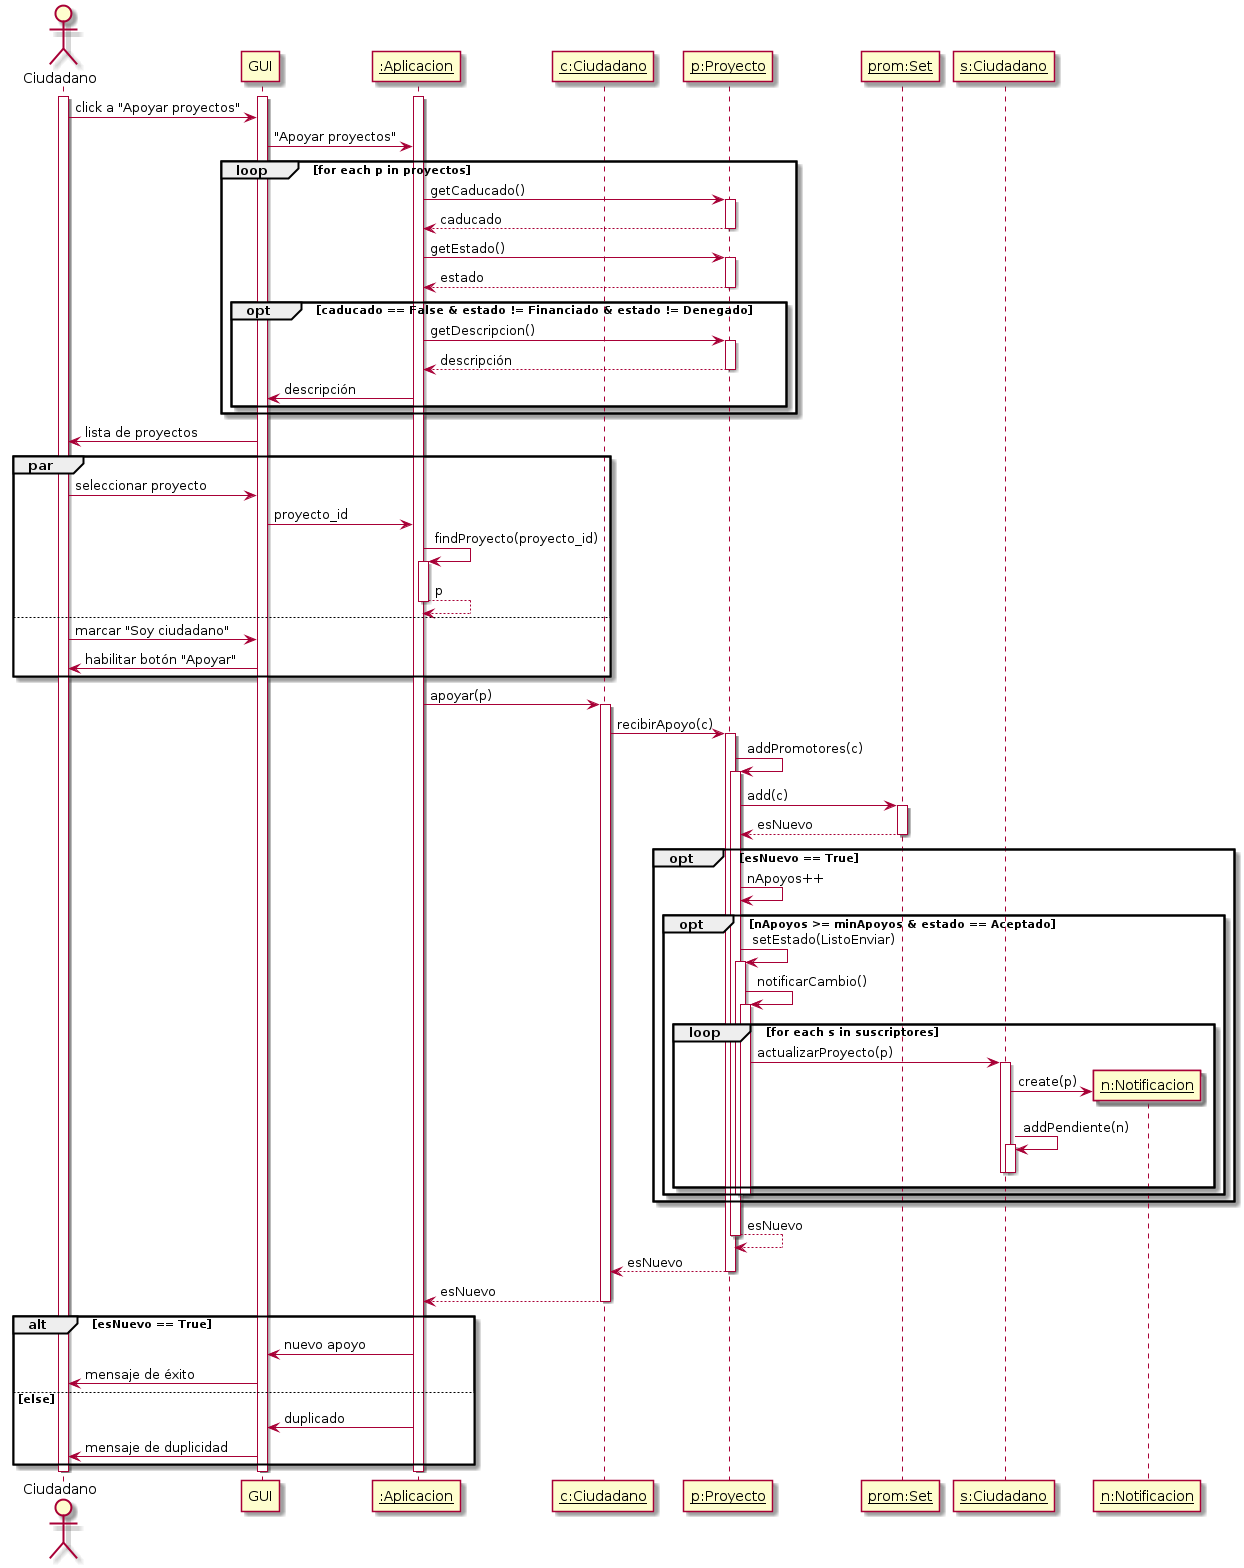 Ciudadano
GUI
:Aplicacion
c:Ciudadano
p:Proyecto
prom:Set
s:Ciudadano
click a "Apoyar proyectos"
"Apoyar proyectos"
loop [for each p in proyectos]
getCaducado()
caducado
getEstado()
estado
opt [caducado == False & estado != Financiado & estado != Denegado]
getDescripcion()
descripción
descripción
lista de proyectos
par
seleccionar proyecto
proyecto_id
findProyecto(proyecto_id)
p
marcar "Soy ciudadano"
habilitar botón "Apoyar"
apoyar(p)
recibirApoyo(c)
addPromotores(c)
add(c)
esNuevo
opt [esNuevo == True]
nApoyos++
opt [nApoyos >= minApoyos & estado == Aceptado]
setEstado(ListoEnviar)
notificarCambio()
loop [for each s in suscriptores]
actualizarProyecto(p)
create(p)
n:Notificacion
addPendiente(n)
esNuevo
esNuevo
esNuevo
alt [esNuevo == True]
nuevo apoyo
mensaje de éxito
[else]
duplicado
mensaje de duplicidad
Ciudadano
GUI
:Aplicacion
c:Ciudadano
p:Proyecto
prom:Set
s:Ciudadano
n:Notificacion